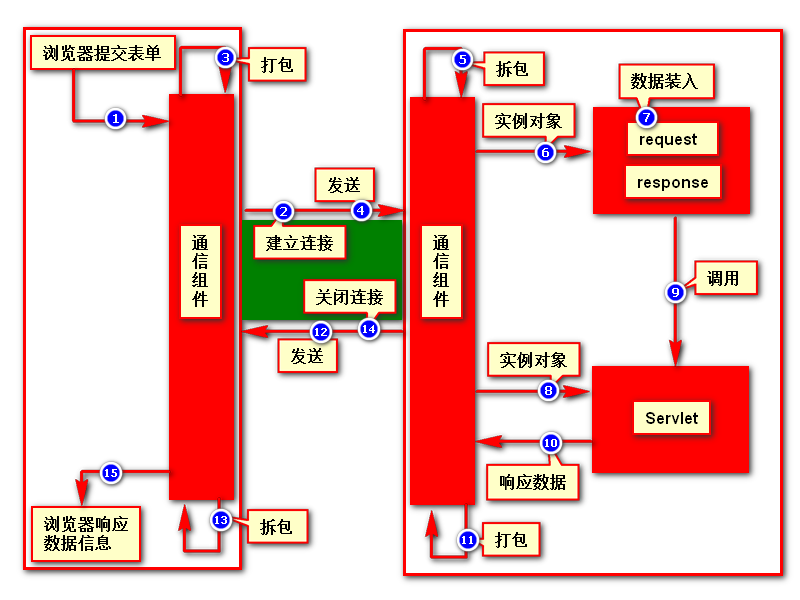 浏览器提交表单
3
打包
1
通
信
组
件
发送
2
4
建立连接
关闭连接
12
14
发送
15
浏览器响应
数据信息
13
拆包
5
拆包
实例对象
6
数据装入
7
request
response
通
信
组
件
9
调用
实例对象
8
Servlet
10
响应数据
11
打包